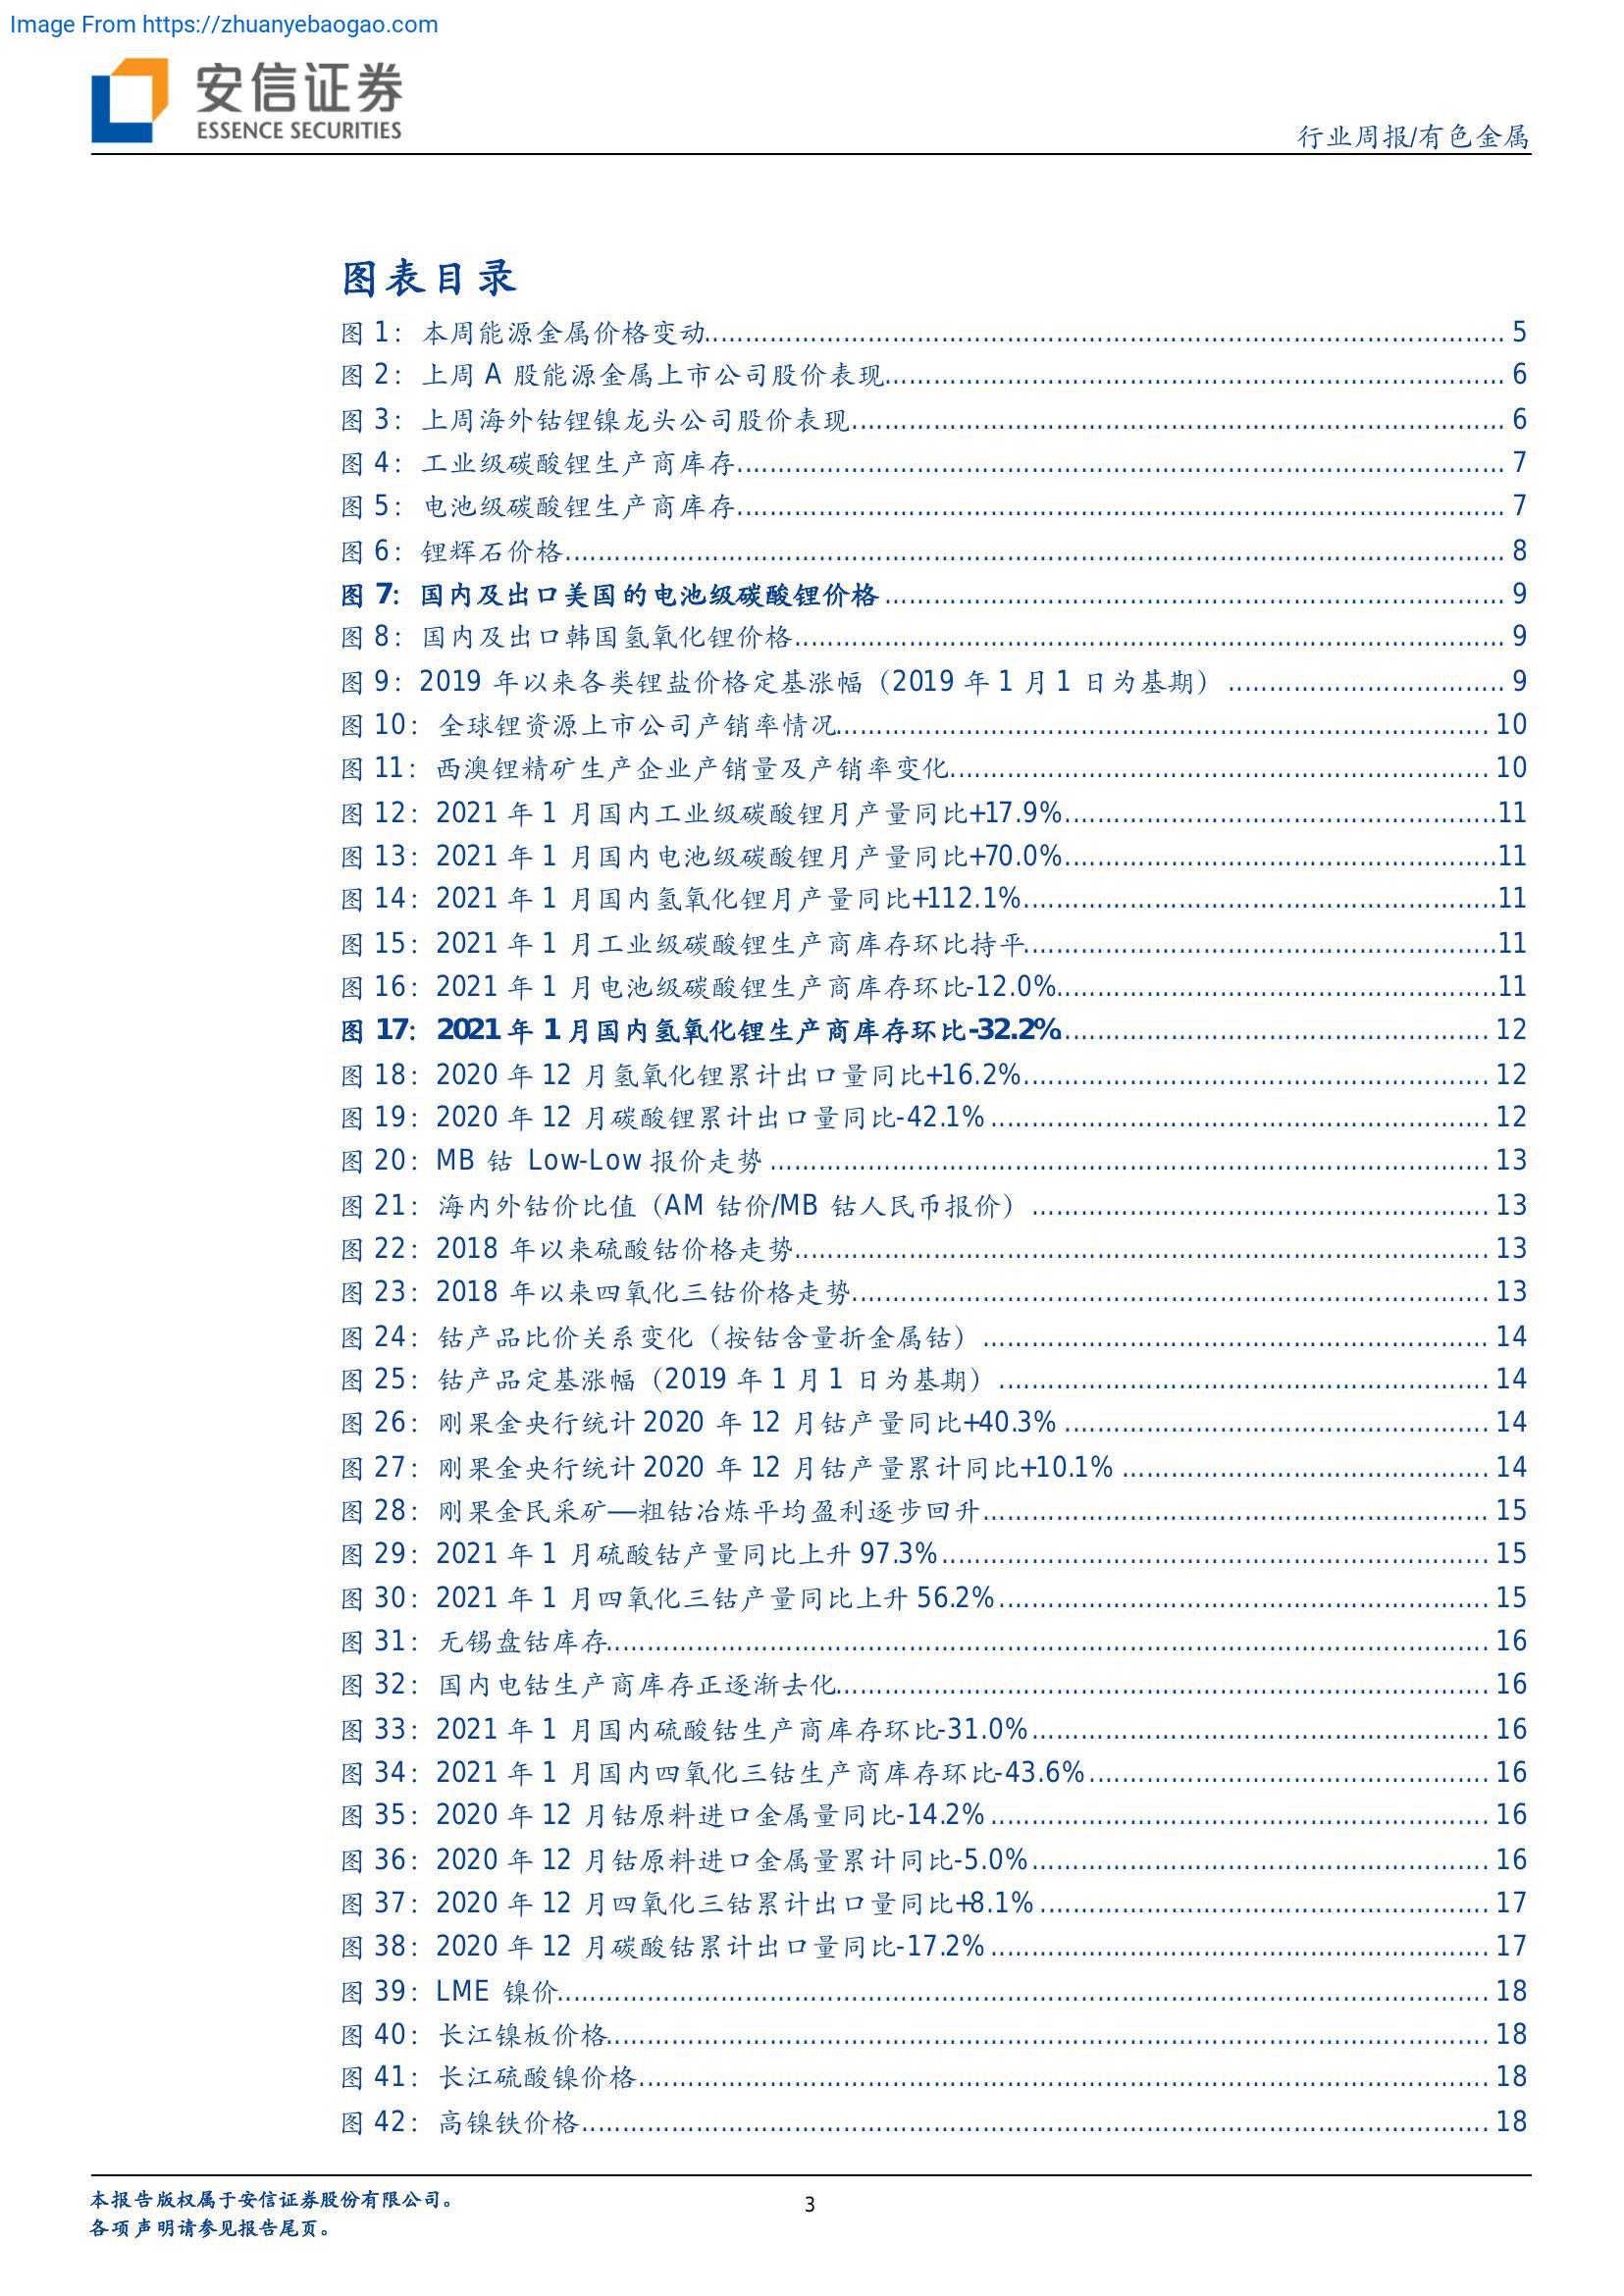 Image From https://zhuanyebaogao.com
安信证券
ESSENCE SECURITIES
行业周报/有色金属
图表目录
图 1：本周能源金属价格变动 5
图 2：上周 A 股能源金属上市公司股价表现 6
图 3：上周海外钴锂镍龙头公司股价表现 6
图 4：工业级碳酸锂生产商库存 7
图 5：电池级碳酸锂生产商库存 7
图 6：锂辉石价格 8
图 7：国内及出口美国的电池级碳酸锂价格 9
图 8：国内及出口韩国氢氧化锂价格 9
图 9：2019 年以来各类锂盐价格定基涨幅（2019 年 1 月 1 日为基期） 9
图 10：全球锂资源上市公司产销率情况 10
图 11：西澳锂精矿生产企业产销量及产销率变化 10
图 12：2021 年 1 月国内工业级碳酸锂月产量同比+17.9% 11
图 13：2021 年 1 月国内电池级碳酸锂月产量同比+70.0% 11
图 14：2021 年 1 月国内氢氧化锂月产量同比+112.1% 11
图 15：2021 年 1 月工业级碳酸锂生产商库存环比持平 11
图 16：2021 年 1 月电池级碳酸锂生产商库存环比-12.0% 11
图 17：2021 年 1 月国内氢氧化锂生产商库存环比-32.2% 12
图 18：2020 年 12 月氢氧化锂累计出口量同比+16.2% 12
图 19：2020 年 12 月碳酸锂累计出口量同比-42.1% 12
图 20：MB 钴 Low-Low 报价走势 13
图 21：海内外钴价比值（AM 钴价/MB 钴人民币报价） 13
图 22：2018 年以来硫酸钴价格走势 13
图 23：2018 年以来四氧化三钴价格走势 13
图 24：钴产品比价关系变化（按钴含量折金属钴） 14
图 25：钴产品定基涨幅（2019 年 1 月 1 日为基期） 14
图 26：刚果金央行统计 2020 年 12 月钴产量同比+40.3% 14
图 27：刚果金央行统计 2020 年 12 月钴产量累计同比+10.1% 14
图 28：刚果金民采矿—粗钴冶炼平均盈利逐步回升 15
图 29：2021 年 1 月硫酸钴产量同比上升 97.3% 15
图 30：2021 年 1 月四氧化三钴产量同比上升 56.2% 15
图 31：无锡盘钴库存 16
图 32：国内电钴生产商库存正逐渐去化 16
图 33：2021 年 1 月国内硫酸钴生产商库存环比-31.0% 16
图 34：2021 年 1 月国内四氧化三钴生产商库存环比-43.6% 16
图 35：2020 年 12 月钴原料进口金属量同比-14.2% 16
图 36：2020 年 12 月钴原料进口金属量累计同比-5.0% 16
图 37：2020 年 12 月四氧化三钴累计出口量同比+8.1% 17
图 38：2020 年 12 月碳酸钴累计出口量同比-17.2% 17
图 39：LME 镍价 18
图 40：长江镍板价格 18
图 41：长江硫酸镍价格 18
图 42：高镍铁价格 18
本报告版权属于安信证券股份有限公司。
各项声明请参见报告尾页。
3